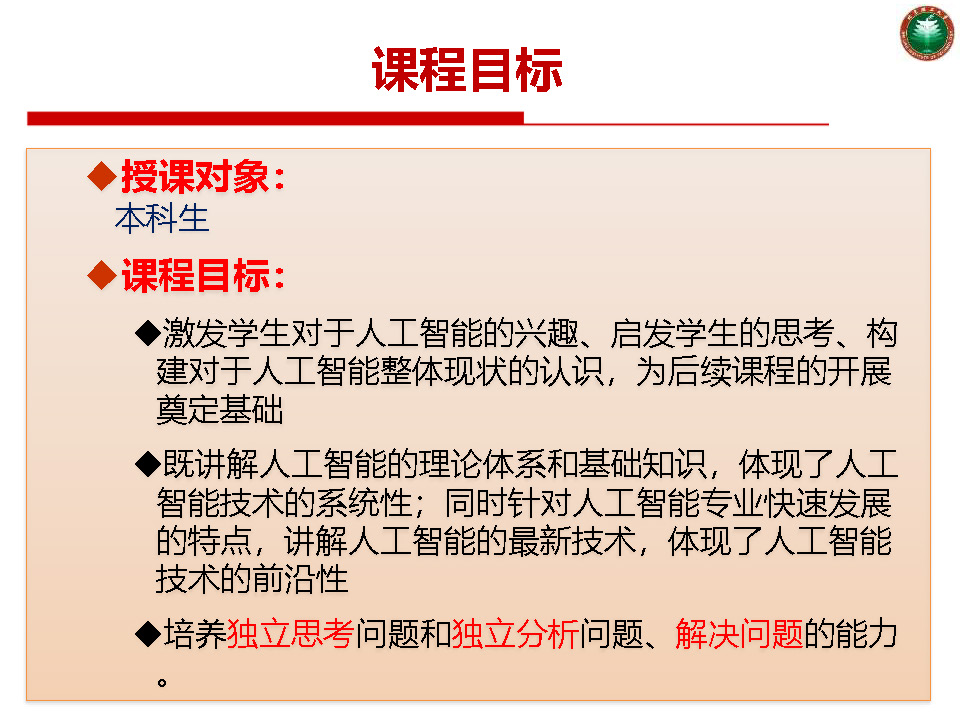 课程目标
◆授课对象：
本科生
◆课程目标：
◆激发学生对于人工智能的兴趣、启发学生的思考、构
建对于人工智能整体现状的认识，为后续课程的开展
奠定基础
◆既讲解人工智能的理论体系和基础知识，体现了人工
智能技术的系统性；同时针对人工智能专业快速发展
的特点，讲解人工智能的最新技术，体现了人工智能
技术的前沿性
◆培养独立思考问题和独立分析问题、解决问题的能力
。